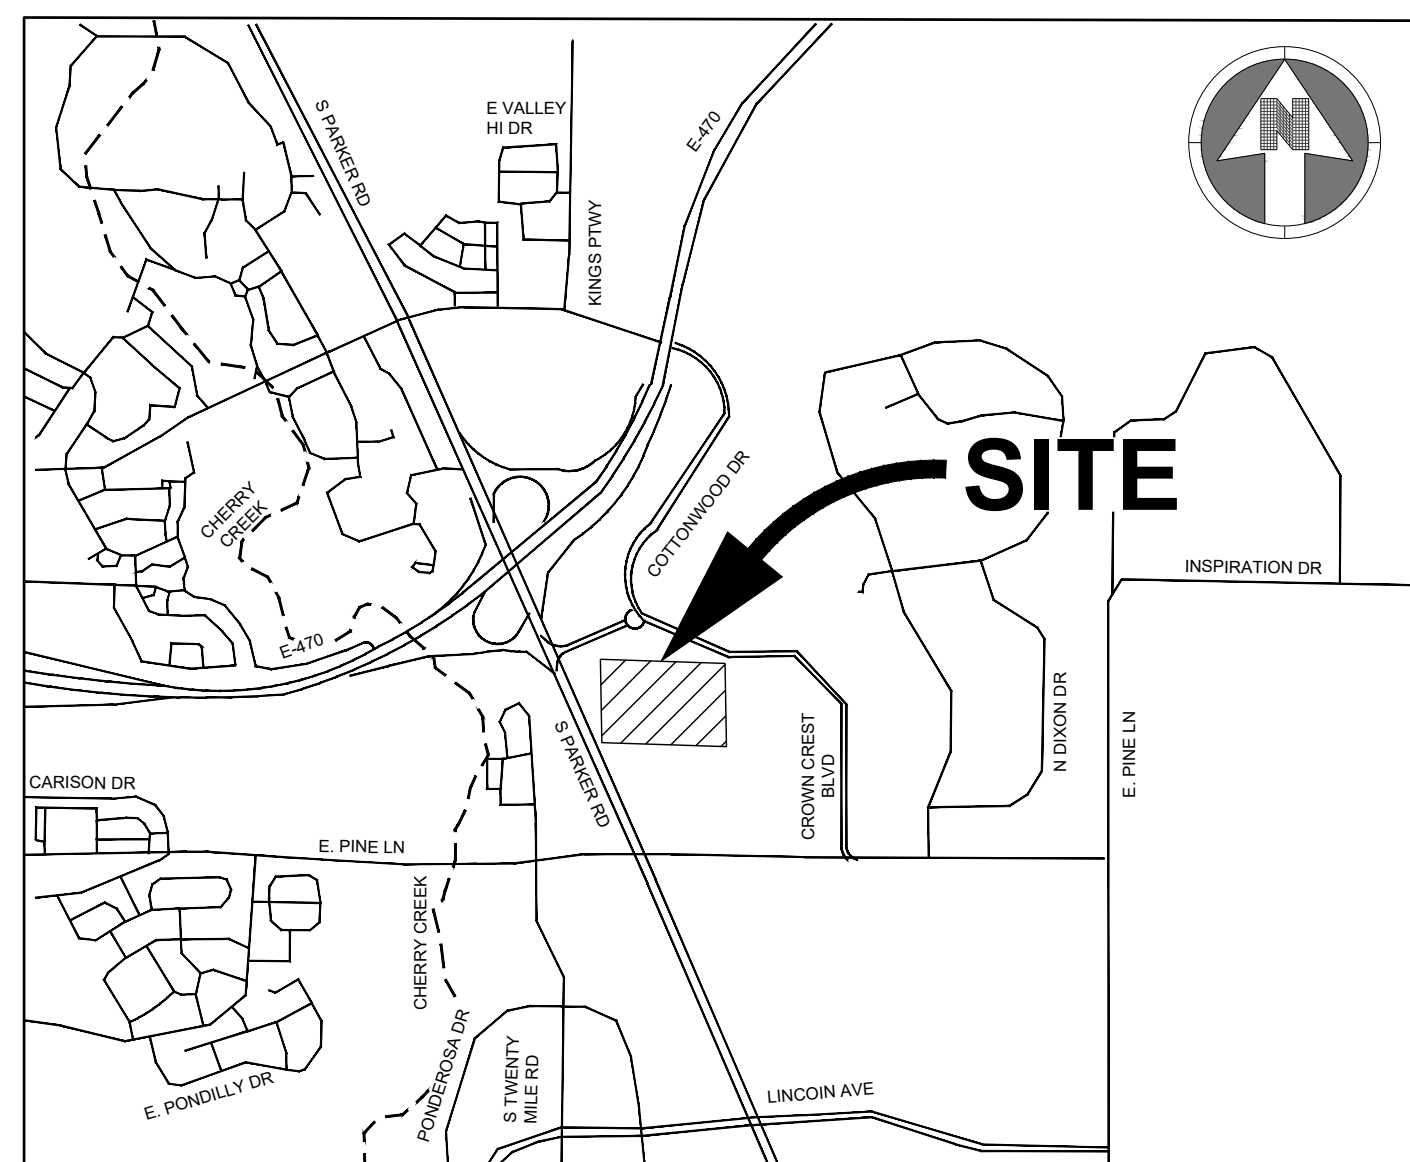 E VALLEY
HI DR
S PARKER RD
E-470
N
KINGS PTWY
SITE
COTTONWOOD DR
CHERRY
CREEK
INSPIRATION DR
E-470
N DIXON DR
E. PINE LN
S PARKER RD
CROWN CREST
BLVD
CARISON DR
E. PINE LN
CHERRY CREEK
PONDEROSA DR
S TWENTY
MILE RD
E. PONDILLY DR
LINCOIN AVE